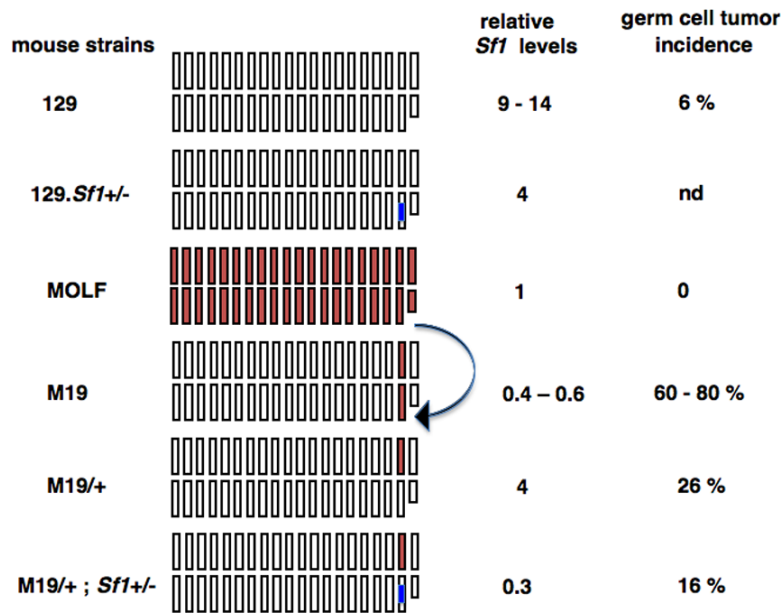 mouse strains
relative
Sf1 levels
germ cell tumor
incidence
129 9 - 14 6 %
129.Sf1+/- 4 nd
MOLF 1 0
M19 0.4 – 0.6 60 - 80 %
M19/+ 4 26 %
M19/+ ; Sf1+/- 0.3 16 %